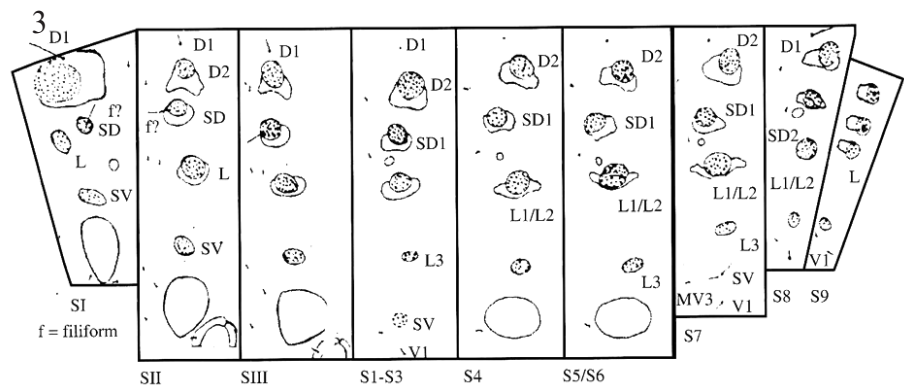 3
D1
f?
SD
L
SV
SI
f = filiform
D1
D2
SD
f?
L
SV
SII
D1
SIII
D1
D2
SD1
L3
SV
V1
S1-S3
D2
SD1
L1/L2
S4
D2
SD1
L1/L2
L3
S5/S6
D2
SD1
L1/L2
L3
SV
MV3
V1
S7
D1
SD2
L1/L2
S8
L
V1
S9